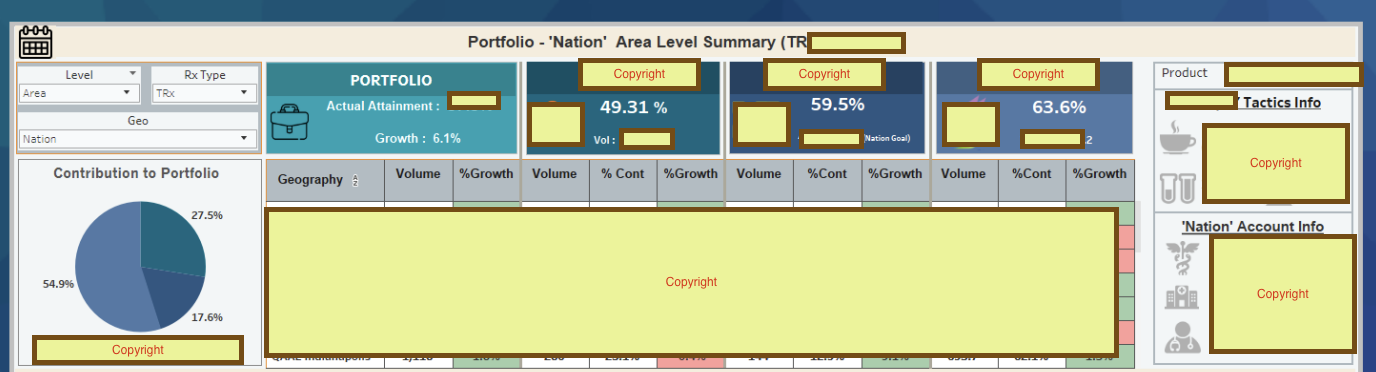 Portfolio - 'Nation' Area Level Summary (TR
Level
Rx Type
Area
TRx
Geo
Nation
PORTFOLIO
Actual Attainment :
Growth : 6.1%
Copyright
49.31 %
Vol :
Copyright
59.5%
(Nation Goal)
Copyright
63.6%
2
Product
Tactics Info
Copyright
Contribution to Portfolio
27.5%
54.9%
17.6%
Copyright
Geography
Volume
%Growth
Volume
% Cont
%Growth
Volume
%Cont
%Growth
Volume
%Cont
%Growth
Copyright
'Nation' Account Info
Copyright